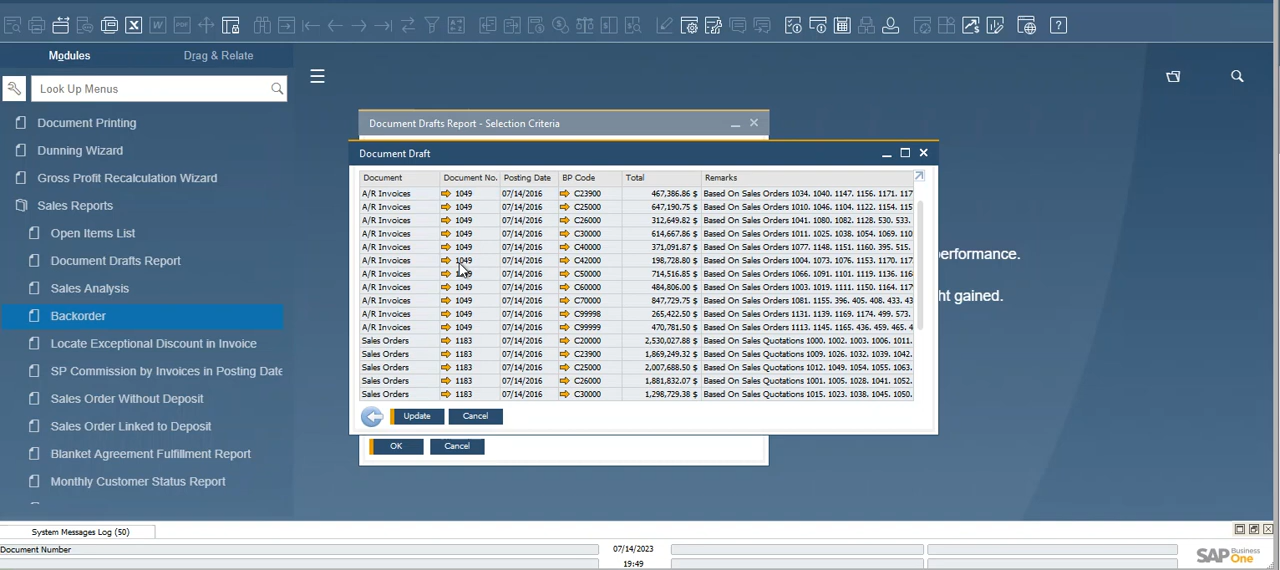 Modules Drag & Relate
Look Up Menus
Document Printing
Dunning Wizard
Gross Profit Recalculation Wizard
Sales Reports
Open Items List
Document Drafts Report
Sales Analysis
Backorder
Locate Exceptional Discount in Invoice
SP Commission by Invoices in Posting Date
Sales Order Without Deposit
Sales Order Linked to Deposit
Blanket Agreement Fulfillment Report
Monthly Customer Status Report
Document Drafts Report - Selection Criteria
Document Draft
Document Document No. Posting Date BP Code Total Remarks
A/R Invoices 1049 07/14/2016 C23900 467,386.86 $ Based On Sales Orders 1034. 1040. 1147. 1156. 1171. 117
A/R Invoices 1049 07/14/2016 C25000 647,190.75 $ Based On Sales Orders 1010. 1046. 1104. 1122. 1154. 115
A/R Invoices 1049 07/14/2016 C26000 312,649.82 $ Based On Sales Orders 1041. 1080. 1082. 1128. 530. 533.
A/R Invoices 1049 07/14/2016 C30000 614,667.86 $ Based On Sales Orders 1011. 1025. 1038. 1054. 1069. 110
A/R Invoices 1049 07/14/2016 C40000 371,091.87 $ Based On Sales Orders 1077. 1148. 1151. 1160. 395. 515.
A/R Invoices 1049 07/14/2016 C42000 198,728.80 $ Based On Sales Orders 1004. 1073. 1076. 1153. 1170. 117
A/R Invoices 07/14/2016 C50000 714,516.85 $ Based On Sales Orders 1066. 1091. 1101. 1119. 1136. 116
A/R Invoices 1049 07/14/2016 C60000 484,806.00 $ Based On Sales Orders 1003. 1019. 1111. 1150. 1164. 117
A/R Invoices 1049 07/14/2016 C70000 847,729.75 $ Based On Sales Orders 1081. 1155. 396. 405. 408. 433. 43
A/R Invoices 1049 07/14/2016 C99998 265,422.50 $ Based On Sales Orders 1131. 1139. 1169. 1174. 499. 573.
A/R Invoices 1049 07/14/2016 C99999 470,781.50 $ Based On Sales Orders 1113. 1145. 1165. 436. 459. 465. 4
Sales Orders 1183 07/14/2016 C20000 2,530,027.88 $ Based On Sales Quotations 1000. 1002. 1003. 1006. 1011.
Sales Orders 1183 07/14/2016 C23900 1,869,249.32 $ Based On Sales Quotations 1009. 1026. 1032. 1039. 1042.
Sales Orders 1183 07/14/2016 C25000 2,007,688.50 $ Based On Sales Quotations 1012. 1049. 1054. 1055. 1063.
Sales Orders 1183 07/14/2016 C26000 1,881,832.07 $ Based On Sales Quotations 1001. 1005. 1028. 1041. 1052.
Sales Orders 1183 07/14/2016 C30000 1,298,729.38 $ Based On Sales Quotations 1015. 1023. 1038. 1045. 1050.
Update Cancel
OK Cancel
erformance.
ht gained.
System Messages Log (50)
Document Number 07/14/2023
19:49
SAP Business One